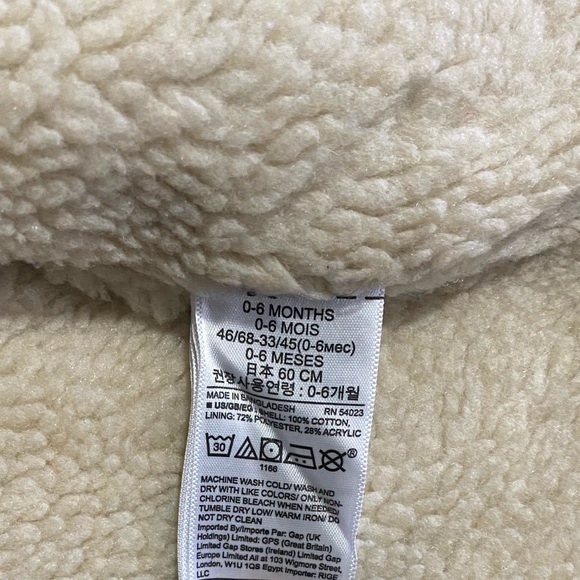 0-6 MONTHS
0-6 MOIS
46/68-33/45(0-6мес)
0-6 MESES
日本 60 CM
권장사용연령 : 0-6개월
MADE IN BANGLADESH RN 54023
■ US/GB/EG : SHELL: 100% COTTON,
LINING: 72% POLYESTER, 28% ACRYLIC
30 ®
1166
MACHINE WASH COLD/ WASH AND
DRY WITH LIKE COLORS/ ONLY NON-
CHLORINE BLEACH WHEN NEEDED/
TUMBLE DRY LOW/ WARM IRON/ DO
NOT DRY CLEAN
Imported by/Importe Par: Gap (UK
Holdings) Limited: GPS (Great Britain)
Limited Gap Stores (Ireland) Limited Gap
Europe Limited All at 103 Wigmore Street
London, W1U 1QS Egypt Importer: RIGE
LLC